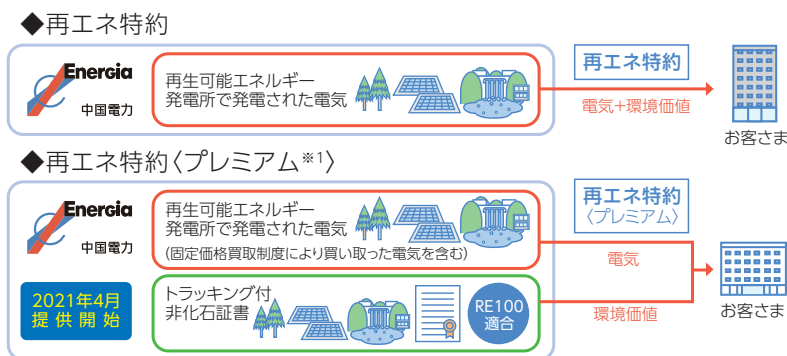 ◆再エネ特約
Energia
中国電力
再生可能エネルギー
発電所で発電された電気
再エネ特約
電気+環境価値
お客さま
◆再エネ特約〈プレミアム※1〉
Energia
中国電力
再生可能エネルギー
発電所で発電された電気
(固定価格買取制度により買い取った電気を含む)
再エネ特約
〈プレミアム〉
電気
2021年4月
提供開始
トラッキング付
非化石証書
RE100
適合
環境価値
お客さま